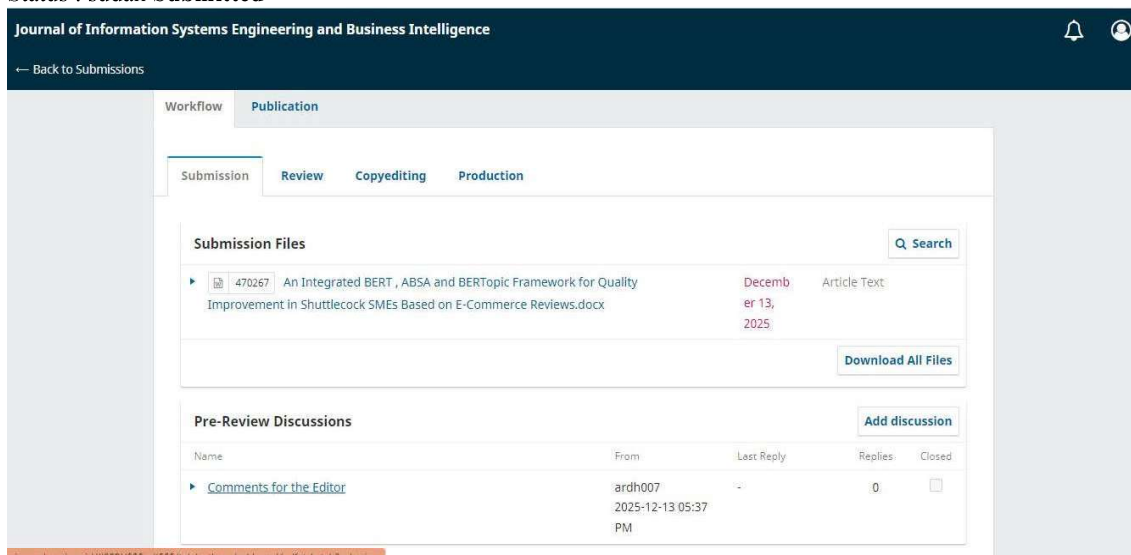 Journal of Information Systems Engineering and Business Intelligence
← Back to Submissions
Workflow Publication
Submission Review Copyediting Production
Submission Files
Search
470267 An Integrated BERT , ABSA and BERTopic Framework for Quality
Improvement in Shuttlecock SMEs Based on E-Commerce Reviews.docx
Decemb
er 13,
2025
Article Text
Download All Files
Pre-Review Discussions
Add discussion
Name From Last Reply Replies Closed
Comments for the Editor
ardh007
2025-12-13 05:37
PM
-
0